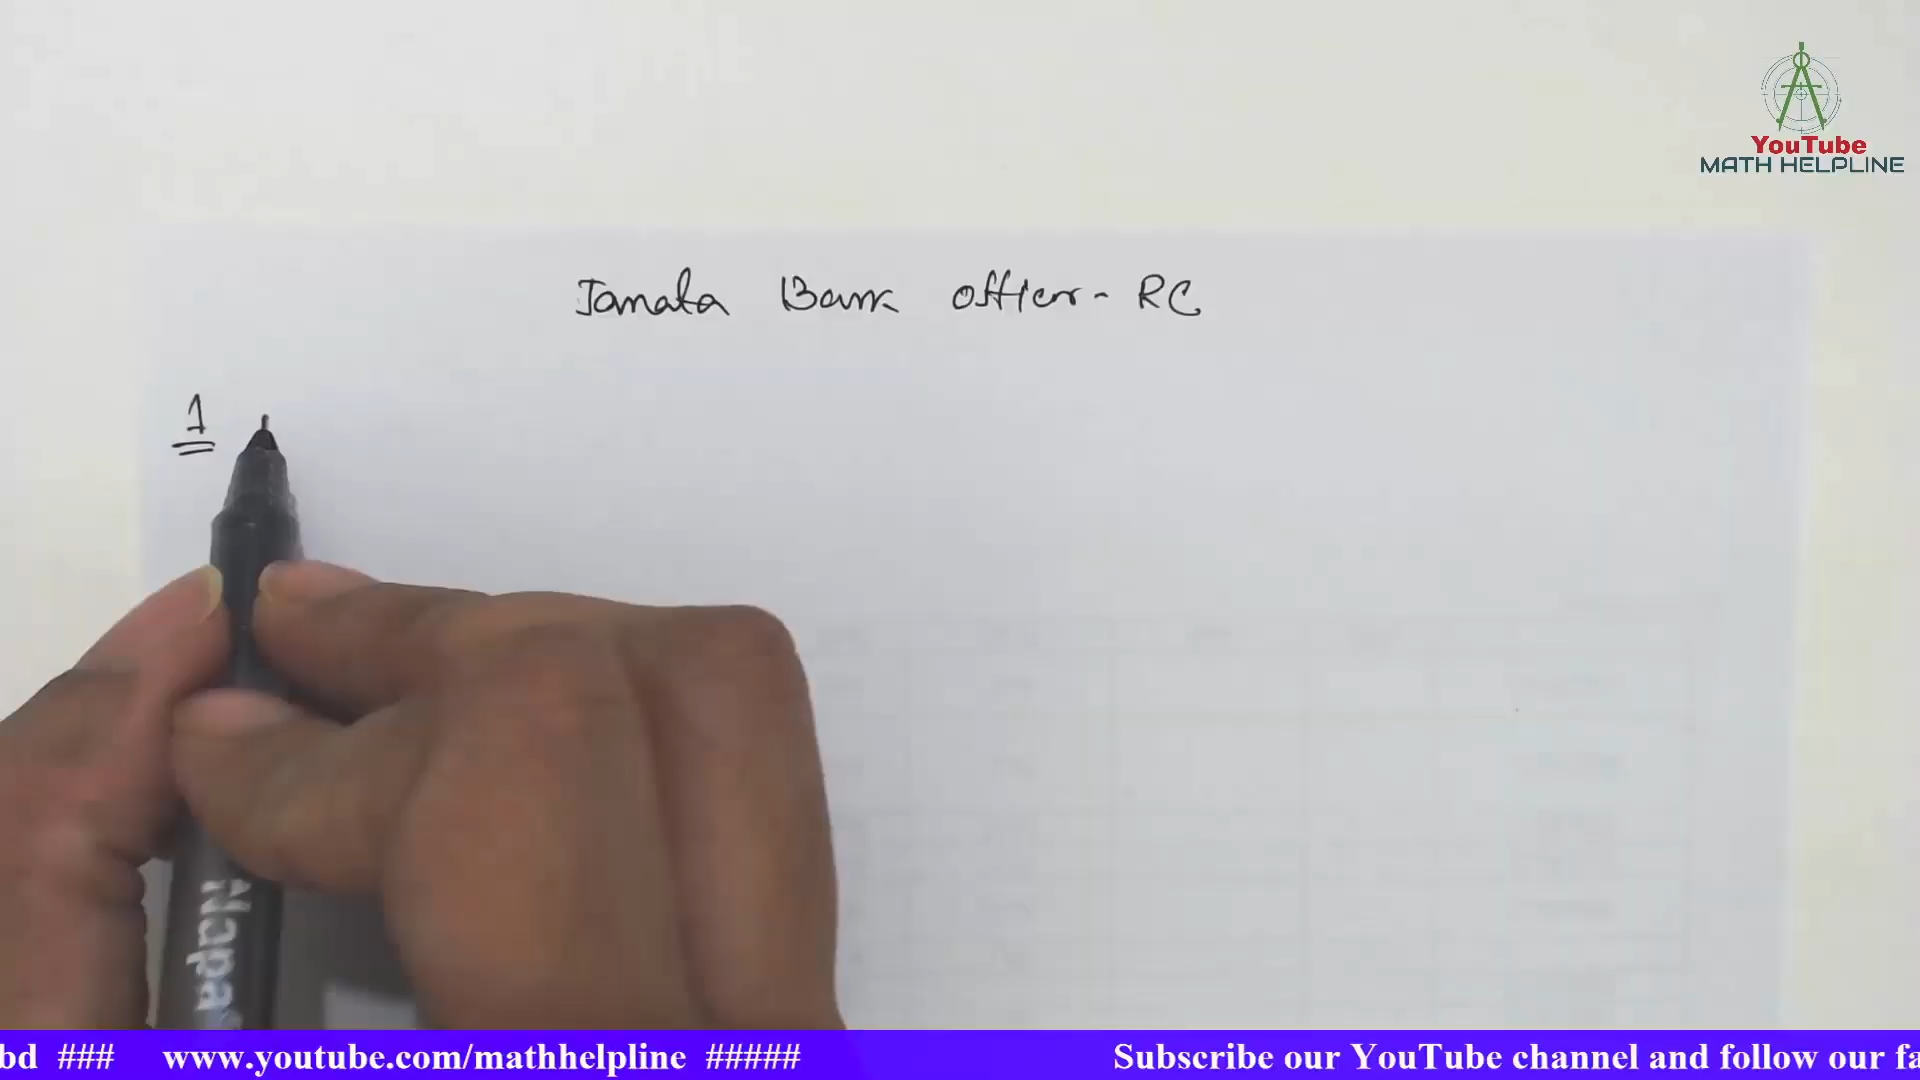 YouTube
MATH HELPLINE
Janata Bank Officer - RC
1
bd ### www.youtube.com/mathhelpline ##### Subscribe our YouTube channel and follow our fa